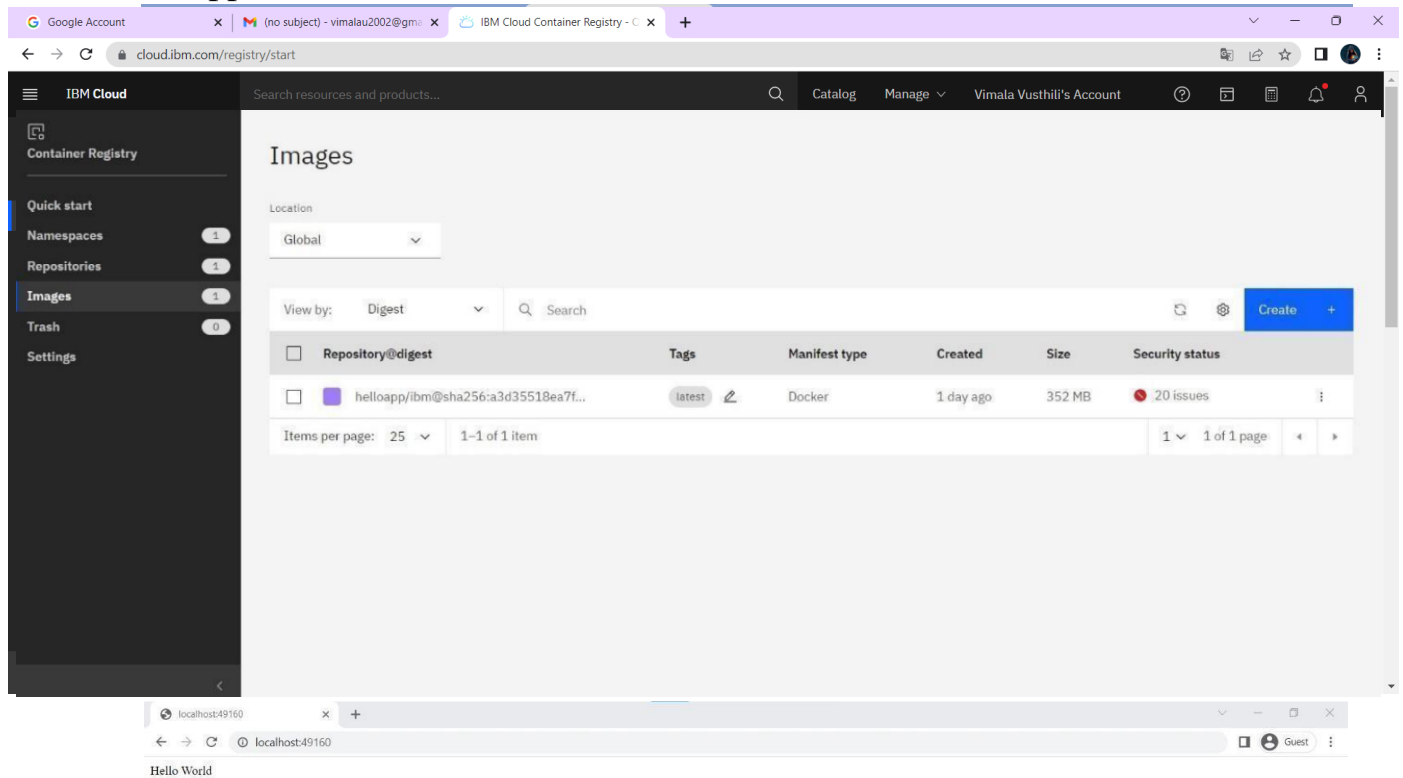 Google Account
(no subject) - vimalau2002@gma
IBM Cloud Container Registry - C
cloud.ibm.com/registry/start
IBM Cloud
Search resources and products...
Catalog
Manage
Vimala Vusthili's Account
Container Registry
Quick start
Namespaces 1
Repositories 1
Images 1
Trash 0
Settings
Images
Location
Global
View by: Digest
Search
Create +
Repository@digest Tags Manifest type Created Size Security status
helloapp/ibm@sha256:a3d35518ea7f... latest Docker 1 day ago 352 MB 20 issues
Items per page: 25 1–1 of 1 item 1 1 of 1 page
localhost:49160
localhost:49160
Guest
Hello World